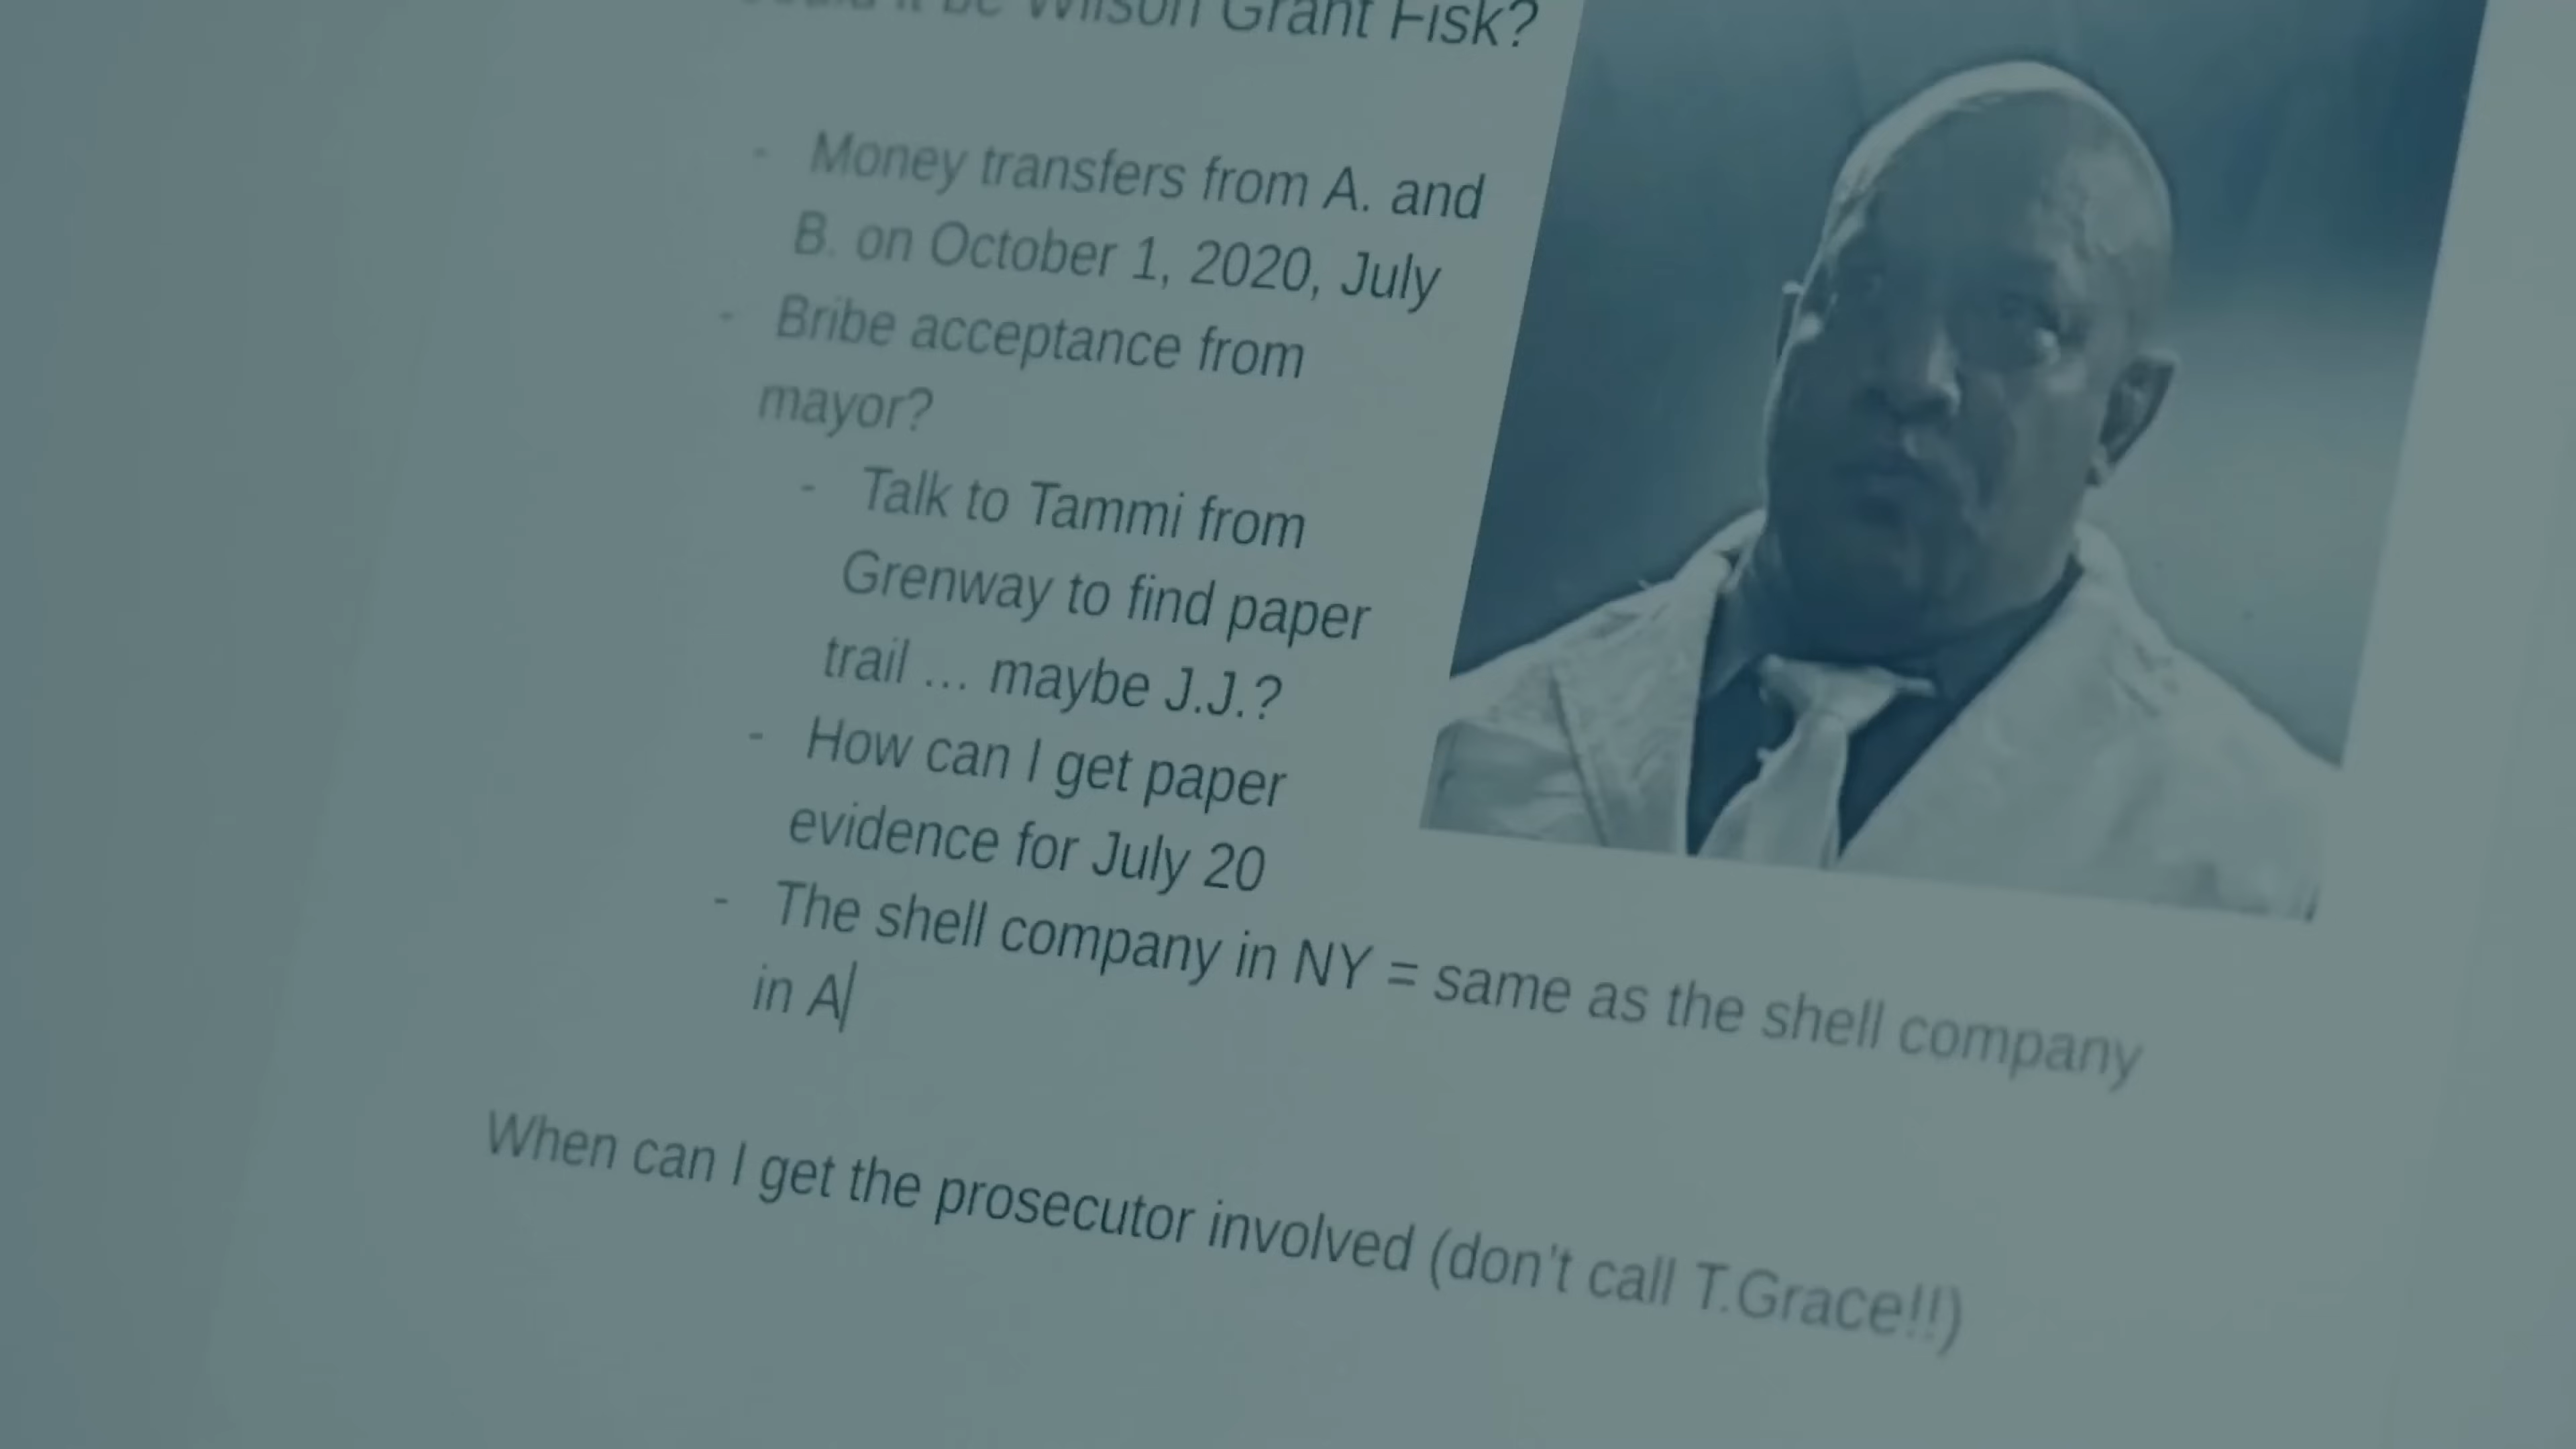 it be Wilson Grant Fisk?
- Money transfers from A. and
B. on October 1, 2020, July
- Bribe acceptance from
mayor?
- Talk to Tammi from
Grenway to find paper
trail ... maybe J.J.?
- How can I get paper
evidence for July 20
- The shell company in NY = same as the shell company
in A
When can I get the prosecutor involved (don't call T.Grace!!)